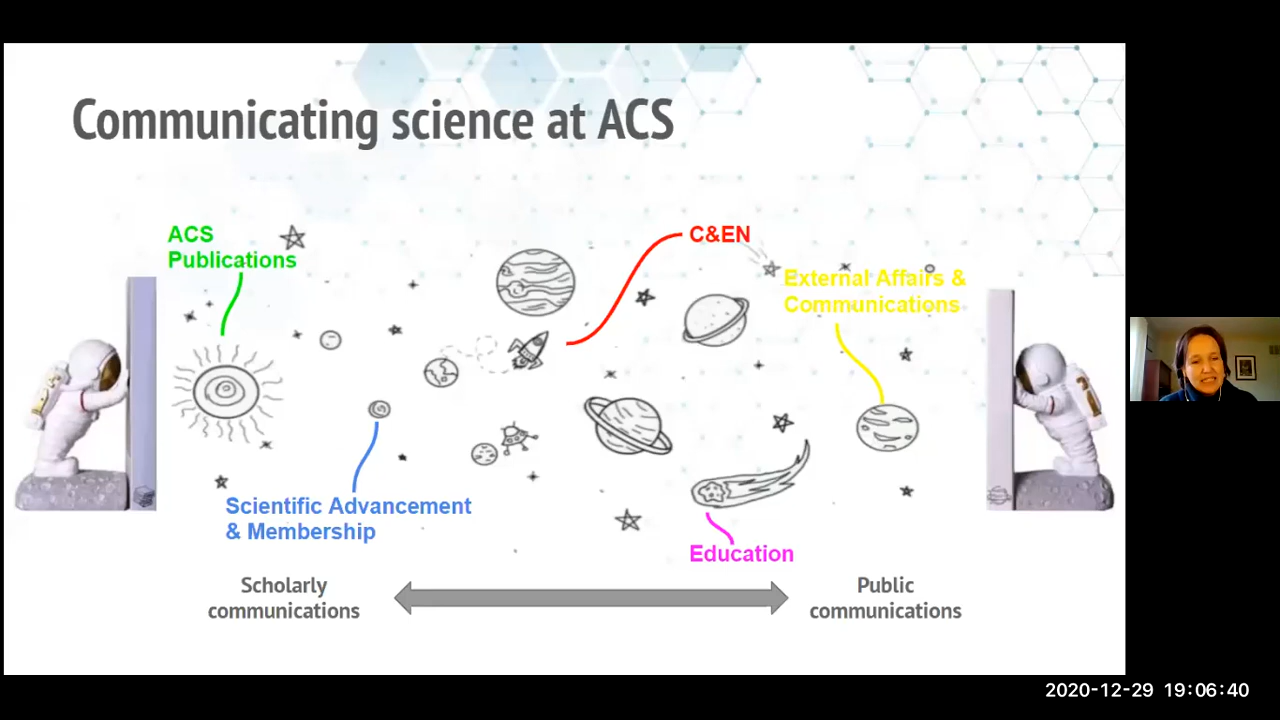 Communicating science at ACS
ACS
Publications
C&EN
External Affairs &
Communications
Scientific Advancement
& Membership
Education
Scholarly
communications
Public
communications
2020-12-29 19:06:40